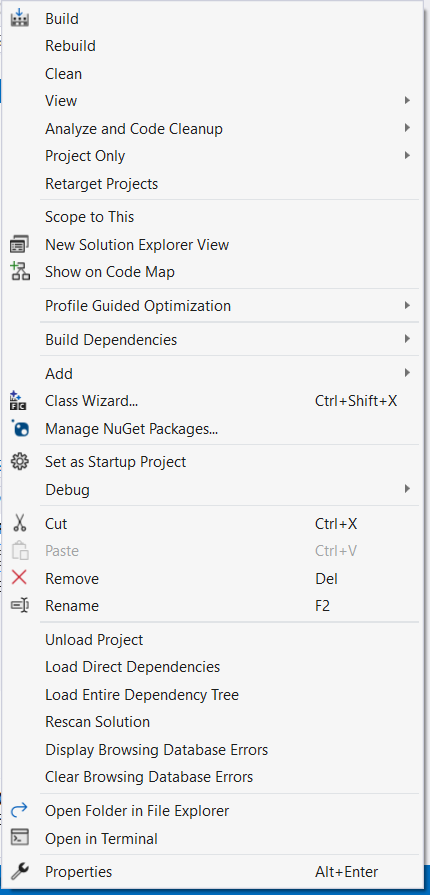 Build
Rebuild
Clean
View
Analyze and Code Cleanup
Project Only
Retarget Projects
Scope to This
New Solution Explorer View
Show on Code Map
Profile Guided Optimization
Build Dependencies
Add
Class Wizard... Ctrl+Shift+X
Manage NuGet Packages...
Set as Startup Project
Debug
Cut Ctrl+X
Paste Ctrl+V
Remove Del
Rename F2
Unload Project
Load Direct Dependencies
Load Entire Dependency Tree
Rescan Solution
Display Browsing Database Errors
Clear Browsing Database Errors
Open Folder in File Explorer
Open in Terminal
Properties Alt+Enter